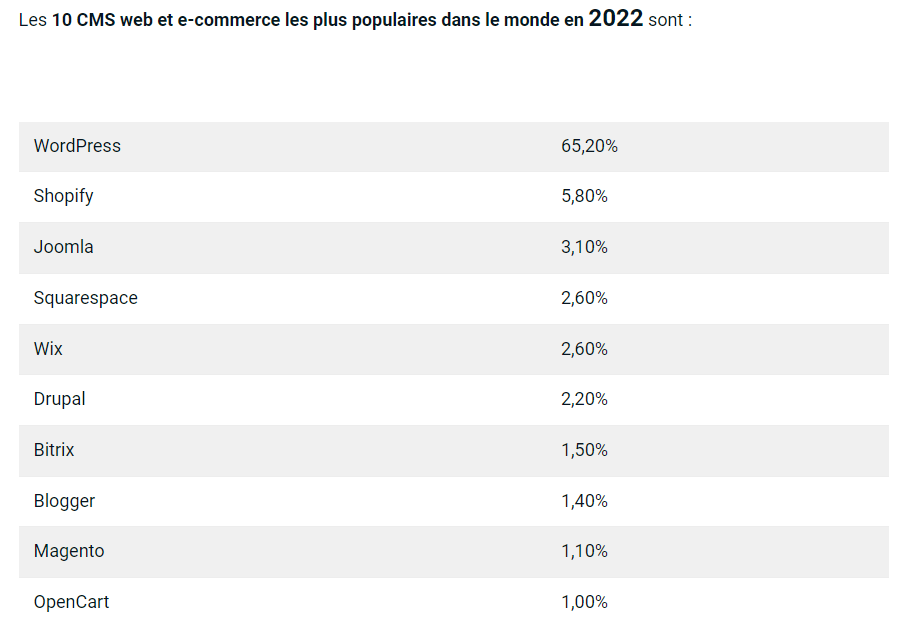 Les 10 CMS web et e-commerce les plus populaires dans le monde en 2022 sont :
WordPress 65,20%
Shopify 5,80%
Joomla 3,10%
Squarespace 2,60%
Wix 2,60%
Drupal 2,20%
Bitrix 1,50%
Blogger 1,40%
Magento 1,10%
OpenCart 1,00%